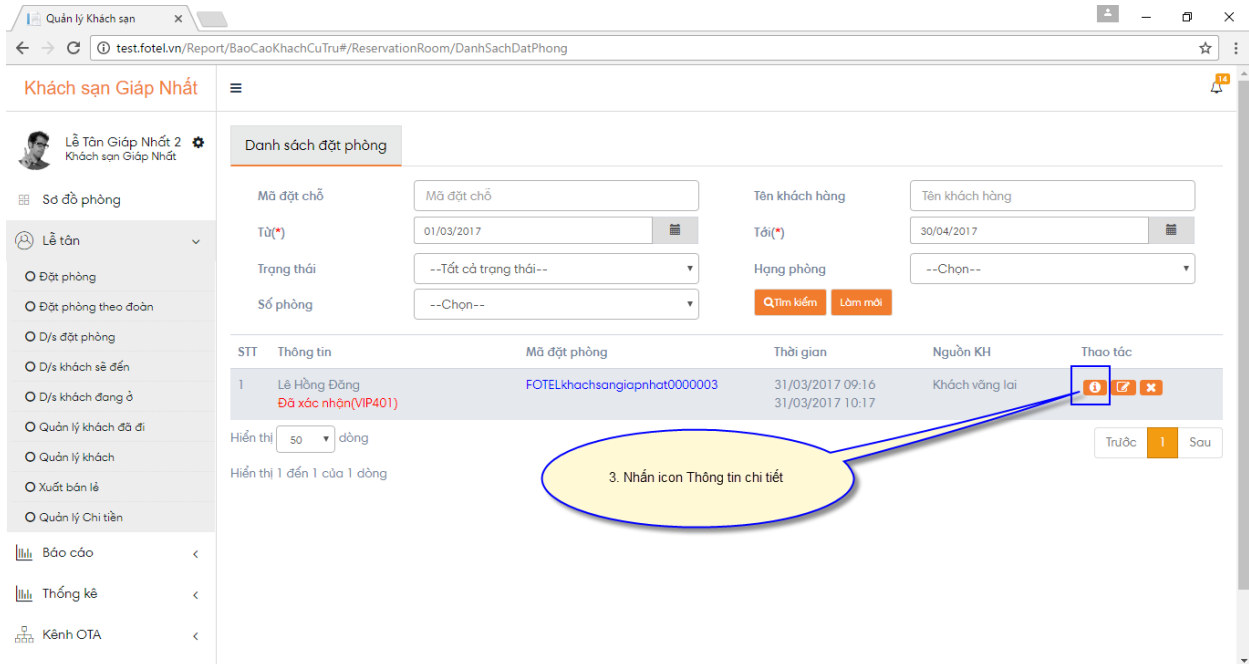 Quản lý Khách sạn
test.fotel.vn/Report/BaoCaoKhachCuTru#/ReservationRoom/DanhSachDatPhong
Khách sạn Giáp Nhất
14
Lễ Tân Giáp Nhất 2
Khách sạn Giáp Nhất
Sơ đồ phòng
Lễ tân
Đặt phòng
Đặt phòng theo đoàn
D/s đặt phòng
D/s khách sẽ đến
D/s khách đang ở
Quản lý khách đã đi
Quản lý khách
Xuất bán lẻ
Quản lý Chi tiền
Báo cáo
Thống kê
Kênh OTA
Danh sách đặt phòng
Mã đặt chỗ Mã đặt chỗ Tên khách hàng Tên khách hàng
Từ(*) 01/03/2017 Tới(*) 30/04/2017
Trạng thái --Tất cả trạng thái-- Hạng phòng --Chọn--
Số phòng --Chọn-- Tìm kiếm Làm mới
STT Thông tin Mã đặt phòng Thời gian Nguồn KH Thao tác
1 Lê Hồng Đăng FOTELkhachsangiapnhat0000003 31/03/2017 09:16 Khách vãng lai
Đã xác nhận(VIP401) 31/03/2017 10:17
Hiển thị 50 dòng Trước 1 Sau
Hiển thị 1 đến 1 của 1 dòng
3. Nhấn icon Thông tin chi tiết